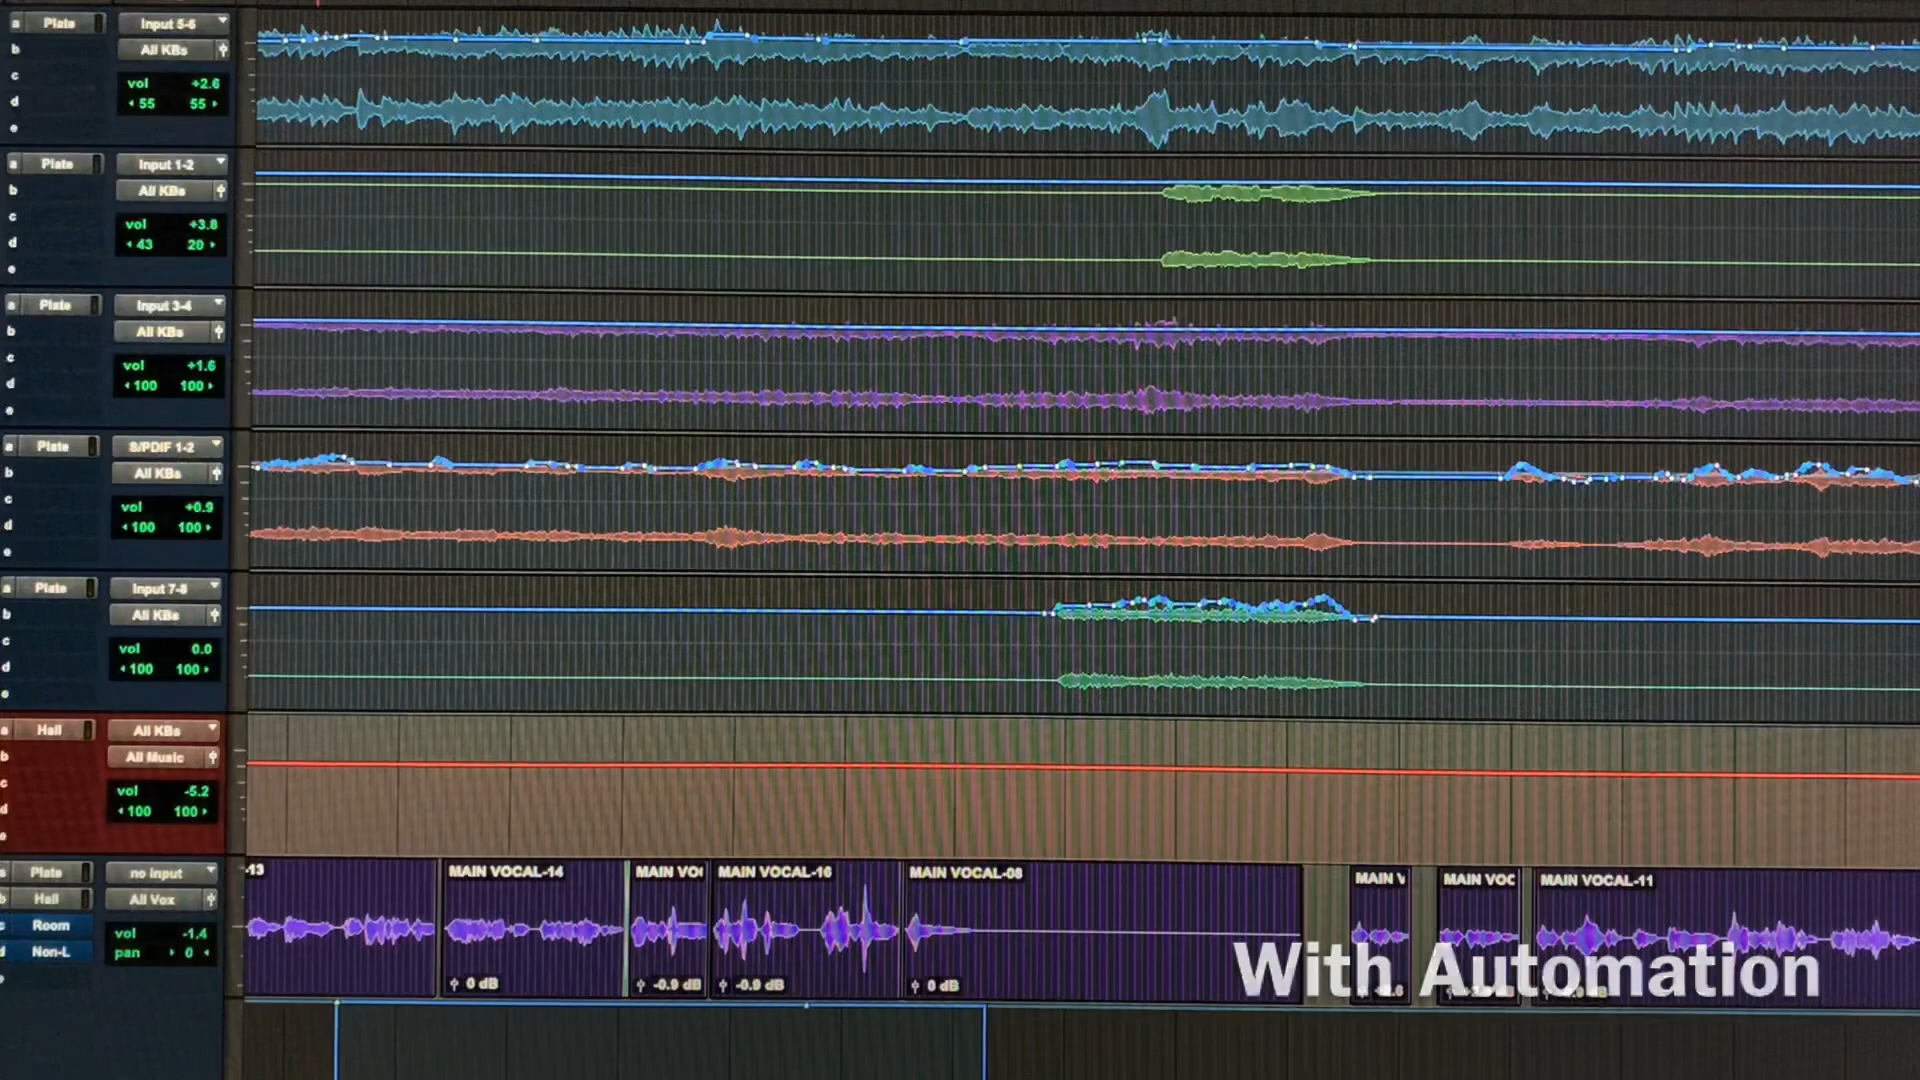 a Plate Input 5-6
b All KBs
c vol +2.6
d 55 55
e
a Plate Input 1-2
b All KBs
c vol +3.8
d 43 20
e
a Plate Input 3-4
b All KBs
c vol +1.6
d 100 100
e
a Plate S/PDIF 1-2
b All KBs
c vol +0.9
d 100 100
e
a Plate Input 7-8
b All KBs
c vol 0.0
d 100 100
e
a Hall All KBs
b All Music
c vol -5.2
d 100 100
e
Plate no input -13 MAIN VOCAL-14 MAIN VO MAIN VOCAL-16 MAIN VOCAL-08 MAIN V MAIN VOC MAIN VOCAL-11
Hall All Vox
Room vol -1.4
Non-L pan 0
0 dB -0.9 dB -0.9 dB 0 dB
With Automation